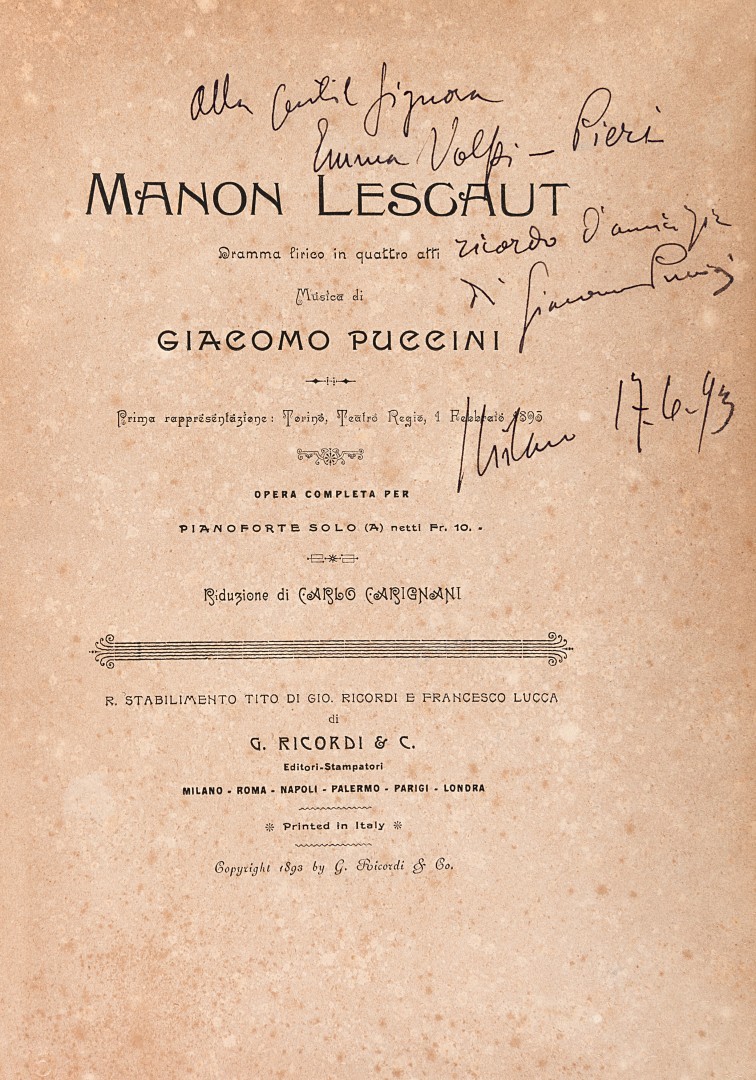 Alla Gentil Signora
Emma Volpi - Pieri
MANON LESCAUT
ricordo d'amicizia
Dramma lirico in quattro atti
di Giacomo Puccini
Musica di
GIACOMO PUCCINI
Prima rappresentazione: Torino, Teatro Regio, 1 Febbraio 1893
Milano 17.6.93
OPERA COMPLETA PER
PIANOFORTE SOLO (A) netti Fr. 10. -
Riduzione di CARLO CARIGNANI
R. STABILIMENTO TITO DI GIO. RICORDI E FRANCESCO LUCCA
di
G. RICORDI & C.
Editori-Stampatori
MILANO - ROMA - NAPOLI - PALERMO - PARIGI - LONDRA
Printed in Italy
Copyright 1893 by G. Ricordi & Co.